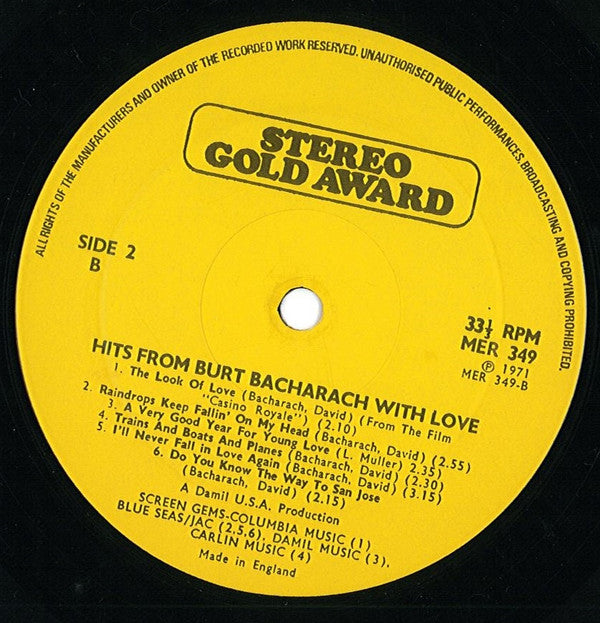 ALL RIGHTS OF THE MANUFACTURERS AND OWNER OF THE RECORDED WORK RESERVED. UNAUTHORISED PUBLIC PERFORMANCES, BROADCASTING AND COPYING PROHIBITED.
STEREO
GOLD AWARD
SIDE 2
B
33⅓ RPM
MER 349
℗ 1971
MER 349-B
HITS FROM BURT BACHARACH WITH LOVE
1. The Look Of Love (Bacharach, David) (From The Film
"Casino Royale") (2.10)
2. Raindrops Keep Fallin' On My Head (Bacharach, David) (2.55)
3. A Very Good Year For Young Love (L. Muller) 2.35)
4. Trains And Boats And Planes (Bacharach, David) (2.30)
5. I'll Never Fall in Love Again (Bacharach, David) (3.15)
6. Do You Know The Way To San Jose
(Bacharach, David) (2.15)
A Damil U.S.A. Production
SCREEN GEMS-COLUMBIA MUSIC (1)
BLUE SEAS/JAC (2.5.6), DAMIL MUSIC (3),
CARLIN MUSIC (4)
Made in England